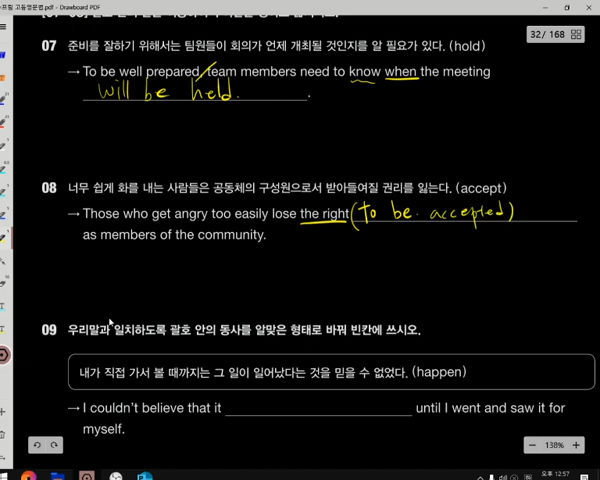 스프림 고등영문법.pdf - Drawboard PDF
32 / 168
07 준비를 잘하기 위해서는 팀원들이 회의가 언제 개최될 것인지를 알 필요가 있다. (hold)
→ To be well prepared, team members need to know when the meeting
will be held. .
08 너무 쉽게 화를 내는 사람들은 공동체의 구성원으로서 받아들여질 권리를 잃는다. (accept)
→ Those who get angry too easily lose the right (to be accepted)
as members of the community.
09 우리말과 일치하도록 괄호 안의 동사를 알맞은 형태로 바꿔 빈칸에 쓰시오.
내가 직접 가서 볼 때까지는 그 일이 일어났다는 것을 믿을 수 없었다. (happen)
→ I couldn't believe that it until I went and saw it for
myself.
138%
오후 12:57